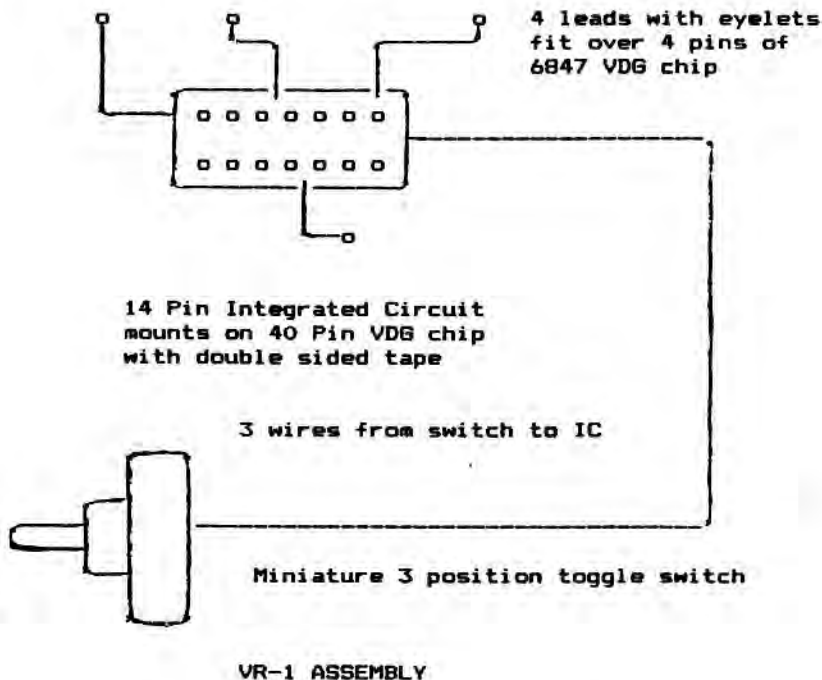 4 leads with eyelets
fit over 4 pins of
6847 VDG chip
14 Pin Integrated Circuit
mounts on 40 Pin VDG chip
with double sided tape
3 wires from switch to IC
Miniature 3 position toggle switch
VR-1 ASSEMBLY